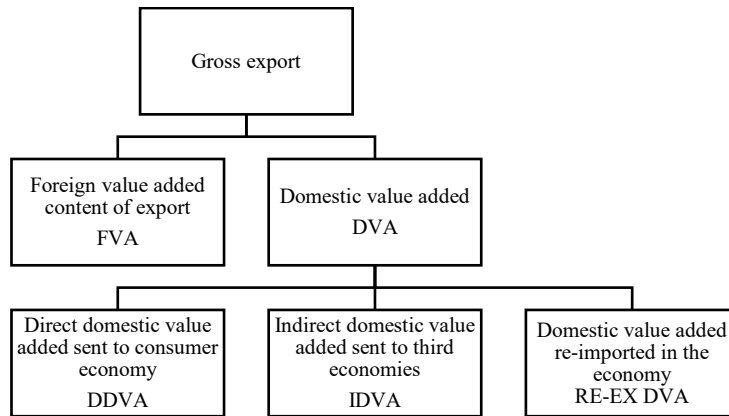 Gross export
Foreign value added
content of export
FVA
Domestic value added
DVA
Direct domestic value
added sent to consumer
economy
DDVA
Indirect domestic value
added sent to third
economies
IDVA
Domestic value added
re-imported in the
economy
RE-EX DVA